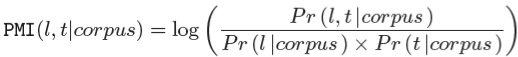 PMI(l, t|corpus) = log ( Pr (l, t |corpus ) / Pr (l |corpus ) × Pr (t |corpus ) )